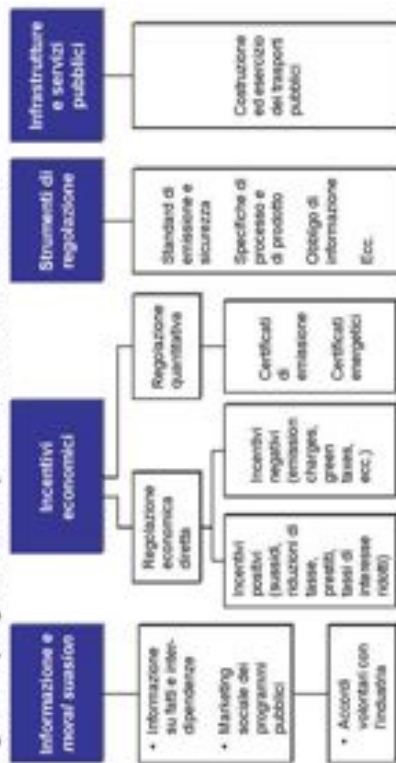 Informazione e
moral suasion
• Informazione
su fatti e inter-
dipendenze
• Marketing
sociale dei
programmi
pubblici
• Accordi
volontari con
l'industria
Incentivi
economici
Regolazione
economica
diretta
Incentivi
positivi
(sussidi,
riduzioni di
tasse,
prestiti,
tassi di
interesse
ridotti)
Incentivi
negativi
(emission
charges,
green
taxes,
ecc.)
Regolazione
quantitativa
Certificati
di
emissione
Certificati
energetici
Strumenti di
regolazione
Standard di
emissione e
sicurezza
Specifiche di
processo e
di prodotto
Obbligo di
informazione
Ecc.
Infrastrutture
e servizi
pubblici
Costruzione
ed esercizio
dei trasporti
pubblici